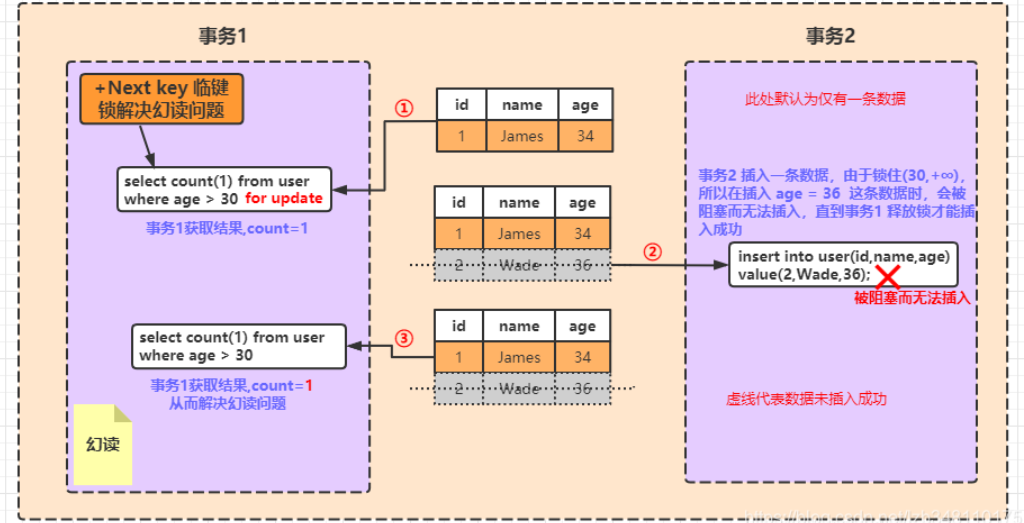 事务1
事务2
+Next key 临键
锁解决幻读问题
①
id name age
1 James 34
此处默认为仅有一条数据
select count(1) from user
where age > 30 for update
事务1获取结果,count=1
事务2 插入一条数据，由于锁住(30,+∞)，
所以在插入 age = 36 这条数据时，会被
阻塞而无法插入，直到事务1 释放锁才能插
入成功
id name age
1 James 34
2 Wade 36
②
insert into user(id,name,age)
value(2,Wade,36);
被阻塞而无法插入
select count(1) from user
where age > 30
③
id name age
1 James 34
2 Wade 36
事务1获取结果,count=1
从而解决幻读问题
虚线代表数据未插入成功
幻读